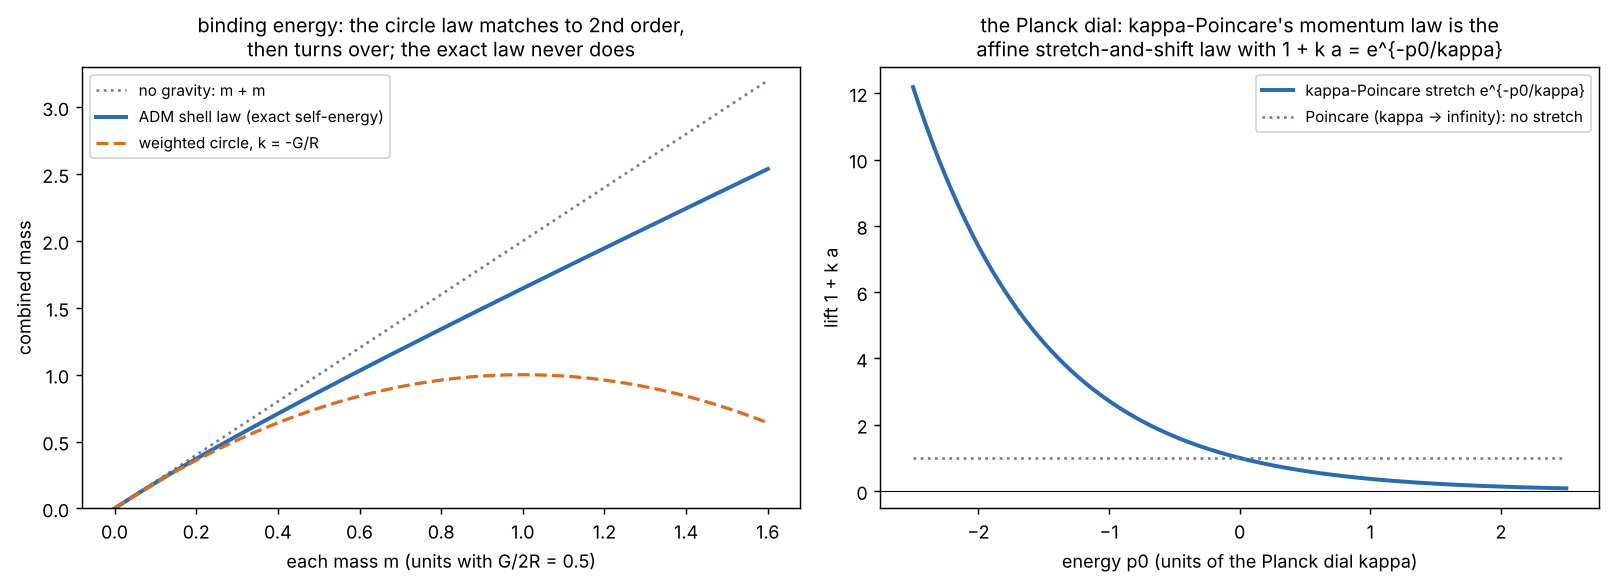 binding energy: the circle law matches to 2nd order,
then turns over; the exact law never does
no gravity: m + m
ADM shell law (exact self-energy)
weighted circle, k = -G/R
combined mass
3.0
2.5
2.0
1.5
1.0
0.5
0.0
0.0 0.2 0.4 0.6 0.8 1.0 1.2 1.4 1.6
each mass m (units with G/2R = 0.5)
the Planck dial: kappa-Poincare's momentum law is the
affine stretch-and-shift law with 1 + k a = e^{-p0/kappa}
kappa-Poincare stretch e^{-p0/kappa}
Poincare (kappa → infinity): no stretch
lift 1 + k a
12
10
8
6
4
2
0
−2 −1 0 1 2
energy p0 (units of the Planck dial kappa)